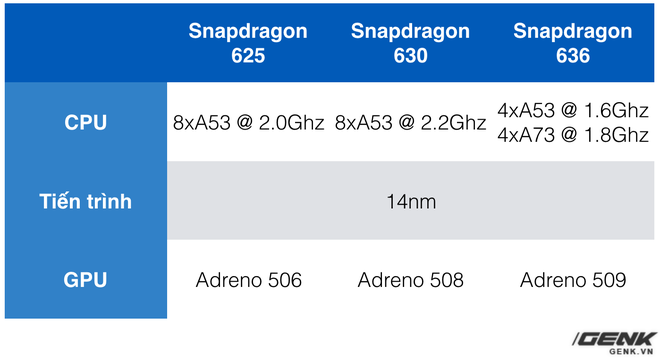 Snapdragon 625
Snapdragon 630
Snapdragon 636
CPU
8xA53 @ 2.0Ghz
8xA53 @ 2.2Ghz
4xA53 @ 1.6Ghz
4xA73 @ 1.8Ghz
Tiến trình
14nm
GPU
Adreno 506
Adreno 508
Adreno 509
GENK
GENK.VN